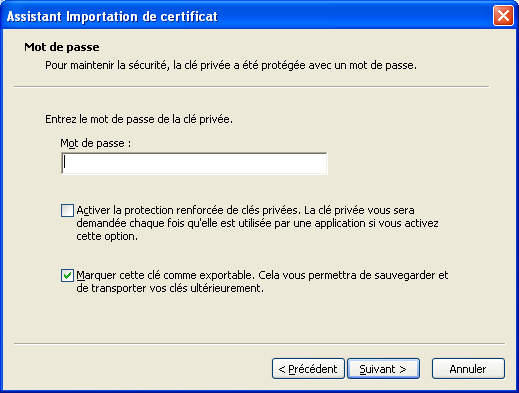 Assistant Importation de certificat
Mot de passe
Pour maintenir la sécurité, la clé privée a été protégée avec un mot de passe.
Entrez le mot de passe de la clé privée.
Mot de passe :
Activer la protection renforcée de clés privées. La clé privée vous sera
demandée chaque fois qu'elle est utilisée par une application si vous activez
cette option.
Marquer cette clé comme exportable. Cela vous permettra de sauvegarder et
de transporter vos clés ultérieurement.
< Précédent
Suivant >
Annuler